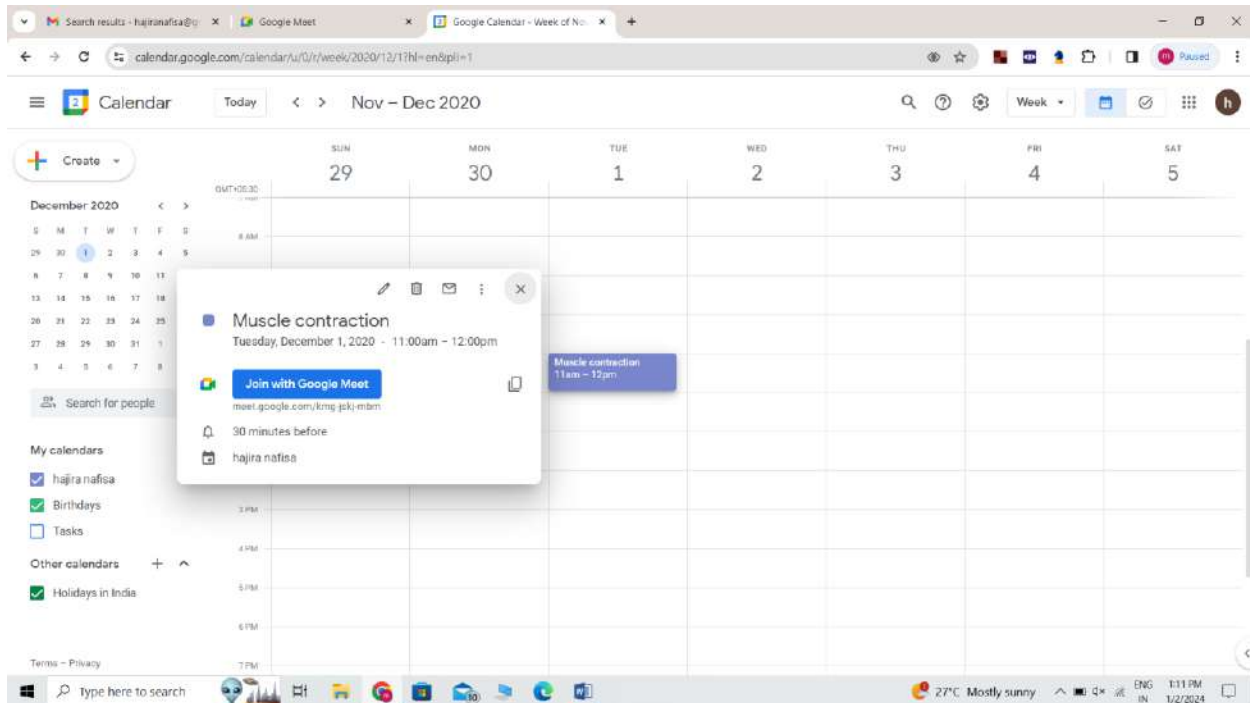 Search results - hajiranafisa@g
Google Meet
Google Calendar - Week of No
calendar.google.com/calendar/u/0/r/week/2020/12/1?hl=en&pli=1
Paused
Calendar
Today
Nov – Dec 2020
Week
h
Create
SUN
MON
TUE
WED
THU
FRI
SAT
29
30
1
2
3
4
5
GMT+05:30
December 2020
S M T W T F S
29 30 1 2 3 4 5
6 7 8 9 10 11
13 14 15 16 17 18
20 21 22 23 24 25
27 28 29 30 31 1
3 4 5 6 7 8
8 AM
Muscle contraction
Tuesday, December 1, 2020 · 11:00am – 12:00pm
Join with Google Meet
meet.google.com/kmg-jskj-mbm
30 minutes before
hajira nafisa
Muscle contraction
11am – 12pm
Search for people
My calendars
hajira nafisa
Birthdays
Tasks
Other calendars
Holidays in India
3 PM
4 PM
5 PM
6 PM
7 PM
Terms – Privacy
Type here to search
27°C Mostly sunny
ENG
IN
1:11 PM
1/2/2024